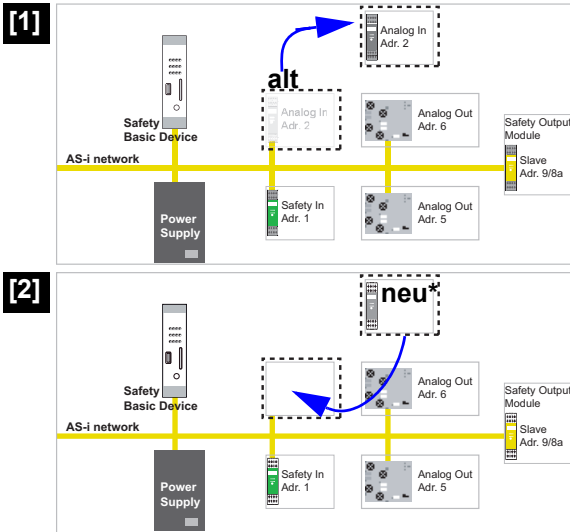 [1]
Analog In
Adr. 2
alt
Analog In
Adr. 2
Analog Out
Adr. 6
Safety
Basic Device
Safety Output
Module
AS-i network
Slave
Adr. 9/8a
Power
Supply
Safety In
Adr. 1
Analog Out
Adr. 5
[2]
neu*
Safety
Basic Device
Analog Out
Adr. 6
Safety Output
Module
AS-i network
Slave
Adr. 9/8a
Power
Supply
Safety In
Adr. 1
Analog Out
Adr. 5